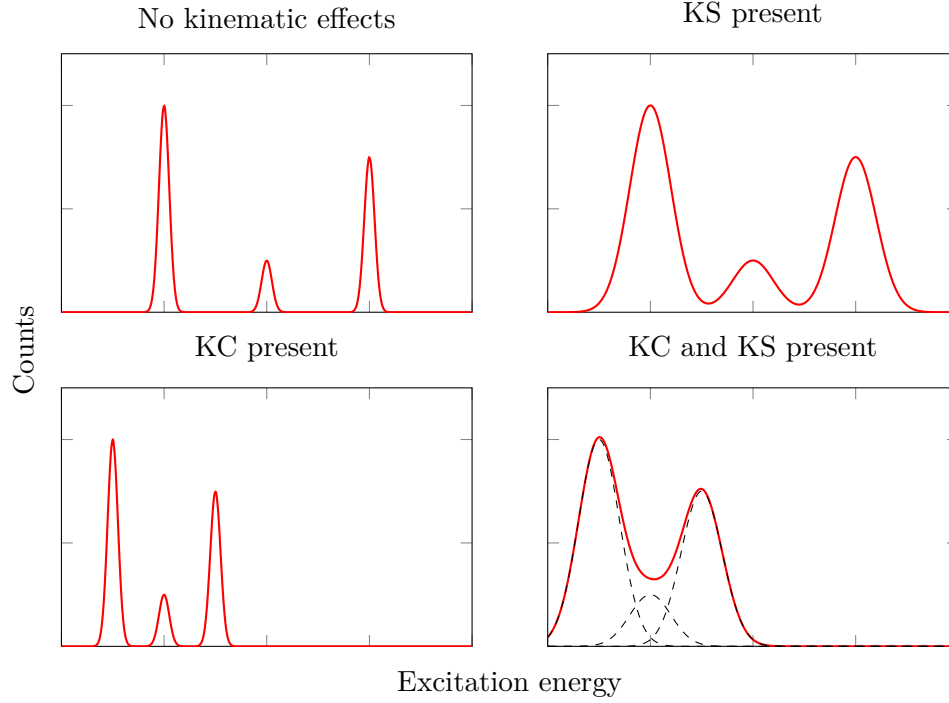 No kinematic effects
KS present
Counts
KC present
KC and KS present
Excitation energy